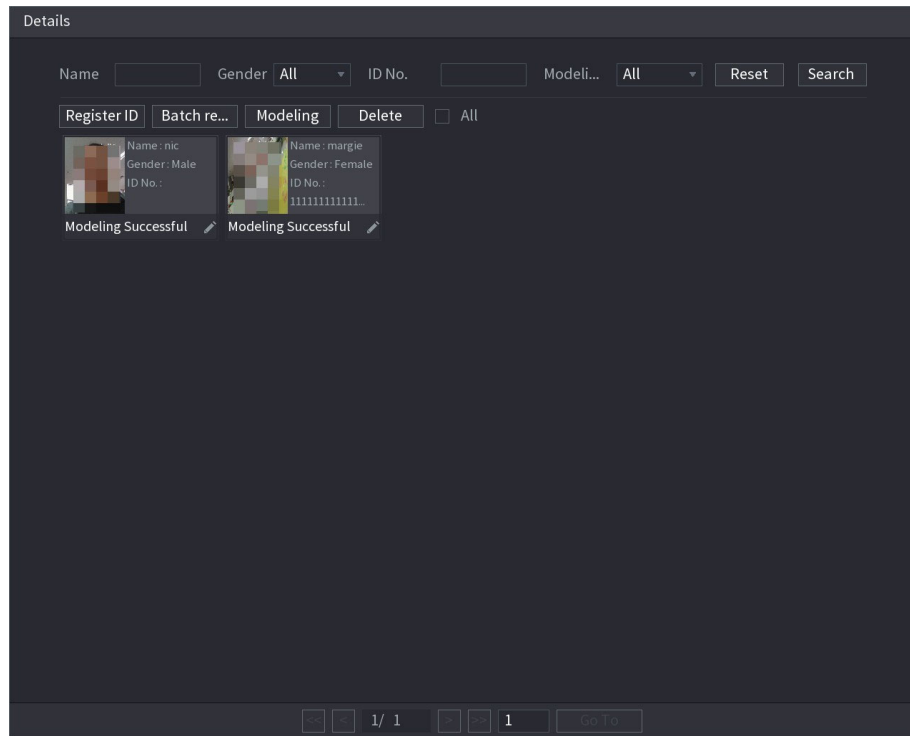 Details
Name Gender All ID No. Modeli... All Reset Search
Register ID Batch re... Modeling Delete All
Name : nic
Gender : Male
ID No. :
Modeling Successful
Name : margie
Gender : Female
ID No. :
111111111111...
Modeling Successful
<< < 1/ 1 > >> 1 Go To